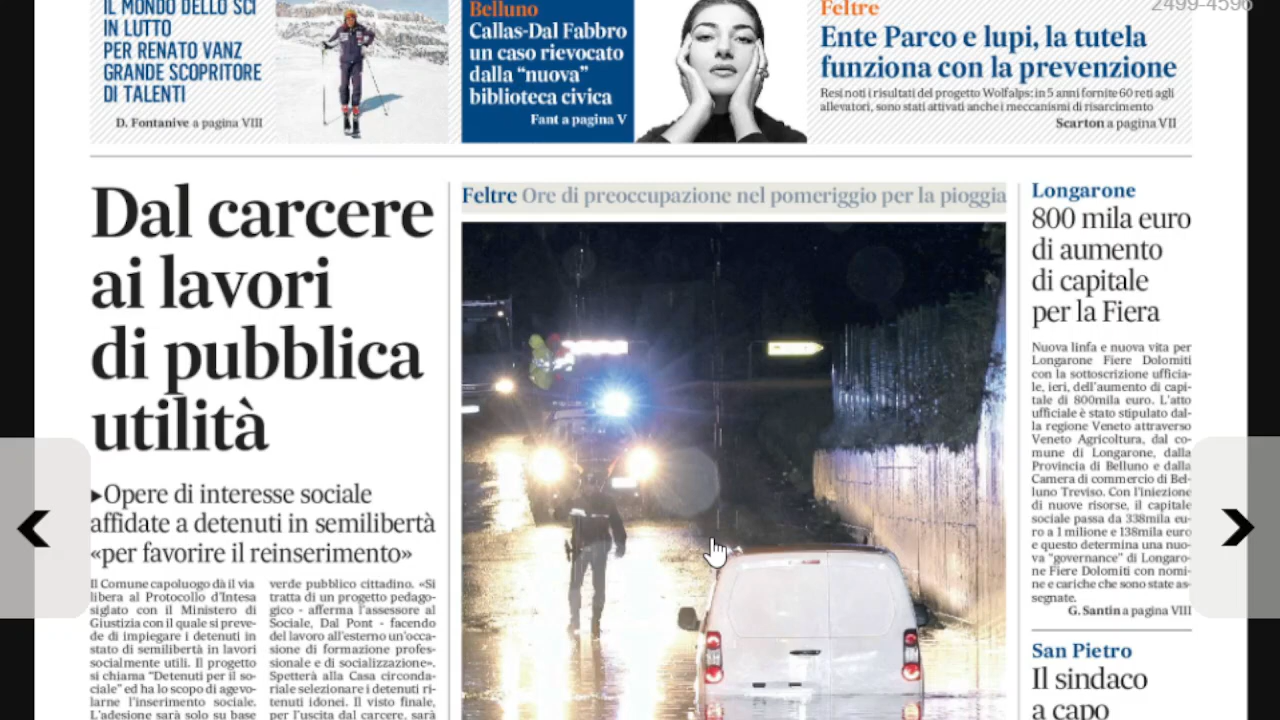 2499-4596
IL MONDO DELLO SCI
IN LUTTO
PER RENATO VANZ
GRANDE SCOPRITORE
DI TALENTI
D. Fontanive a pagina VIII
Belluno
Callas-Dal Fabbro
un caso rievocato
dalla “nuova”
biblioteca civica
Fant a pagina V
Feltre
Ente Parco e lupi, la tutela
funziona con la prevenzione
Resi noti i risultati del progetto Wolfalps: in 5 anni fornite 60 reti agli
allevatori, sono stati attivati anche i meccanismi di risarcimento
Scarton a pagina VII
Dal carcere
ai lavori
di pubblica
utilità
▶Opere di interesse sociale
affidate a detenuti in semilibertà
«per favorire il reinserimento»
Il Comune capoluogo dà il via
libera al Protocollo d'Intesa
siglato con il Ministero di
Giustizia con il quale si preve-
de di impiegare i detenuti in
stato di semilibertà in lavori
socialmente utili. Il progetto
si chiama "Detenuti per il so-
ciale" ed ha lo scopo di agevo-
larne l'inserimento sociale.
L'adesione sarà solo su base
verde pubblico cittadino. «Si
tratta di un progetto pedago-
gico - afferma l'assessore al
Sociale, Dal Pont - facendo
del lavoro all'esterno un'occa-
sione di formazione profes-
sionale e di socializzazione».
Spetterà alla Casa circonda-
riale selezionare i detenuti ri-
tenuti idonei. Il visto finale,
per l'uscita dal carcere, sarà
Feltre Ore di preoccupazione nel pomeriggio per la pioggia
Longarone
800 mila euro
di aumento
di capitale
per la Fiera
Nuova linfa e nuova vita per
Longarone Fiere Dolomiti
con la sottoscrizione ufficia-
le, ieri, dell'aumento di capi-
tale di 800mila euro. L'atto
ufficiale è stato stipulato dal-
la regione Veneto attraverso
Veneto Agricoltura, dal co-
mune di Longarone, dalla
Provincia di Belluno e dalla
Camera di commercio di Bel-
luno Treviso. Con l'iniezione
di nuove risorse, il capitale
sociale passa da 338mila eu-
ro a 1 milione e 138mila euro
e questo determina una nuo-
va "governance" di Longaro-
ne Fiere Dolomiti con nomi-
ne e cariche che sono state as-
segnate.
G. Santin a pagina VIII
San Pietro
Il sindaco
a capo